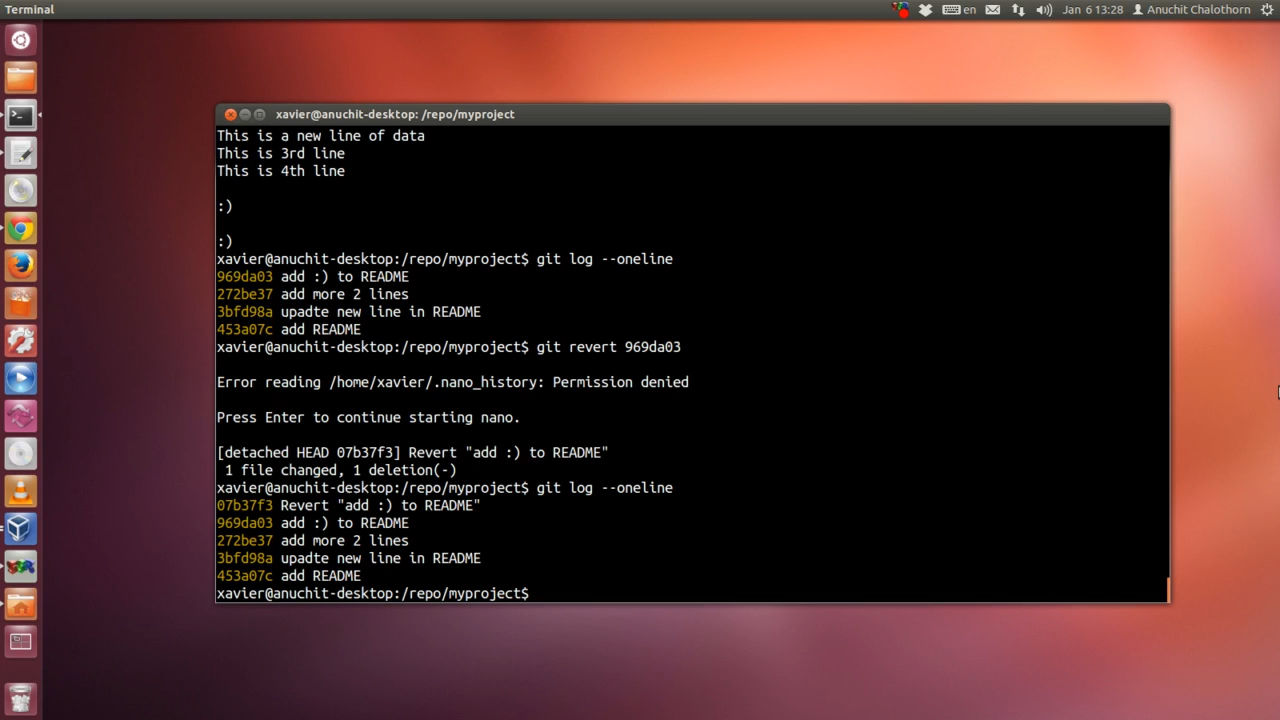 Terminal
en
Jan 6 13:28
Anuchit Chalothorn
xavier@anuchit-desktop: /repo/myproject
This is a new line of data
This is 3rd line
This is 4th line
:)
:)
xavier@anuchit-desktop:/repo/myproject$ git log --oneline
969da03 add :) to README
272be37 add more 2 lines
3bfd98a upadte new line in README
453a07c add README
xavier@anuchit-desktop:/repo/myproject$ git revert 969da03
Error reading /home/xavier/.nano_history: Permission denied
Press Enter to continue starting nano.
[detached HEAD 07b37f3] Revert "add :) to README"
1 file changed, 1 deletion(-)
xavier@anuchit-desktop:/repo/myproject$ git log --oneline
07b37f3 Revert "add :) to README"
969da03 add :) to README
272be37 add more 2 lines
3bfd98a upadte new line in README
453a07c add README
xavier@anuchit-desktop:/repo/myproject$